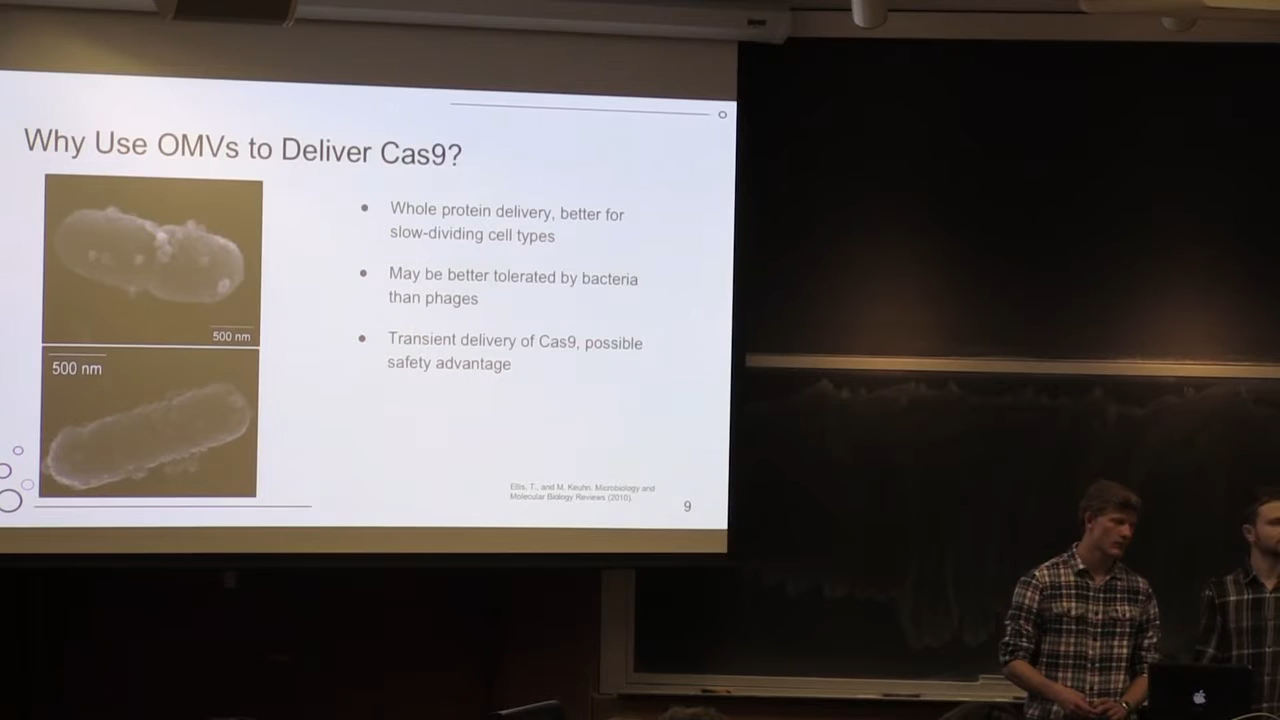 Why Use OMVs to Deliver Cas9?
500 nm
500 nm
● Whole protein delivery, better for
slow-dividing cell types
● May be better tolerated by bacteria
than phages
● Transient delivery of Cas9, possible
safety advantage
Ellis, T., and M. Keuhn. Microbiology and
Molecular Biology Reviews (2010).
9